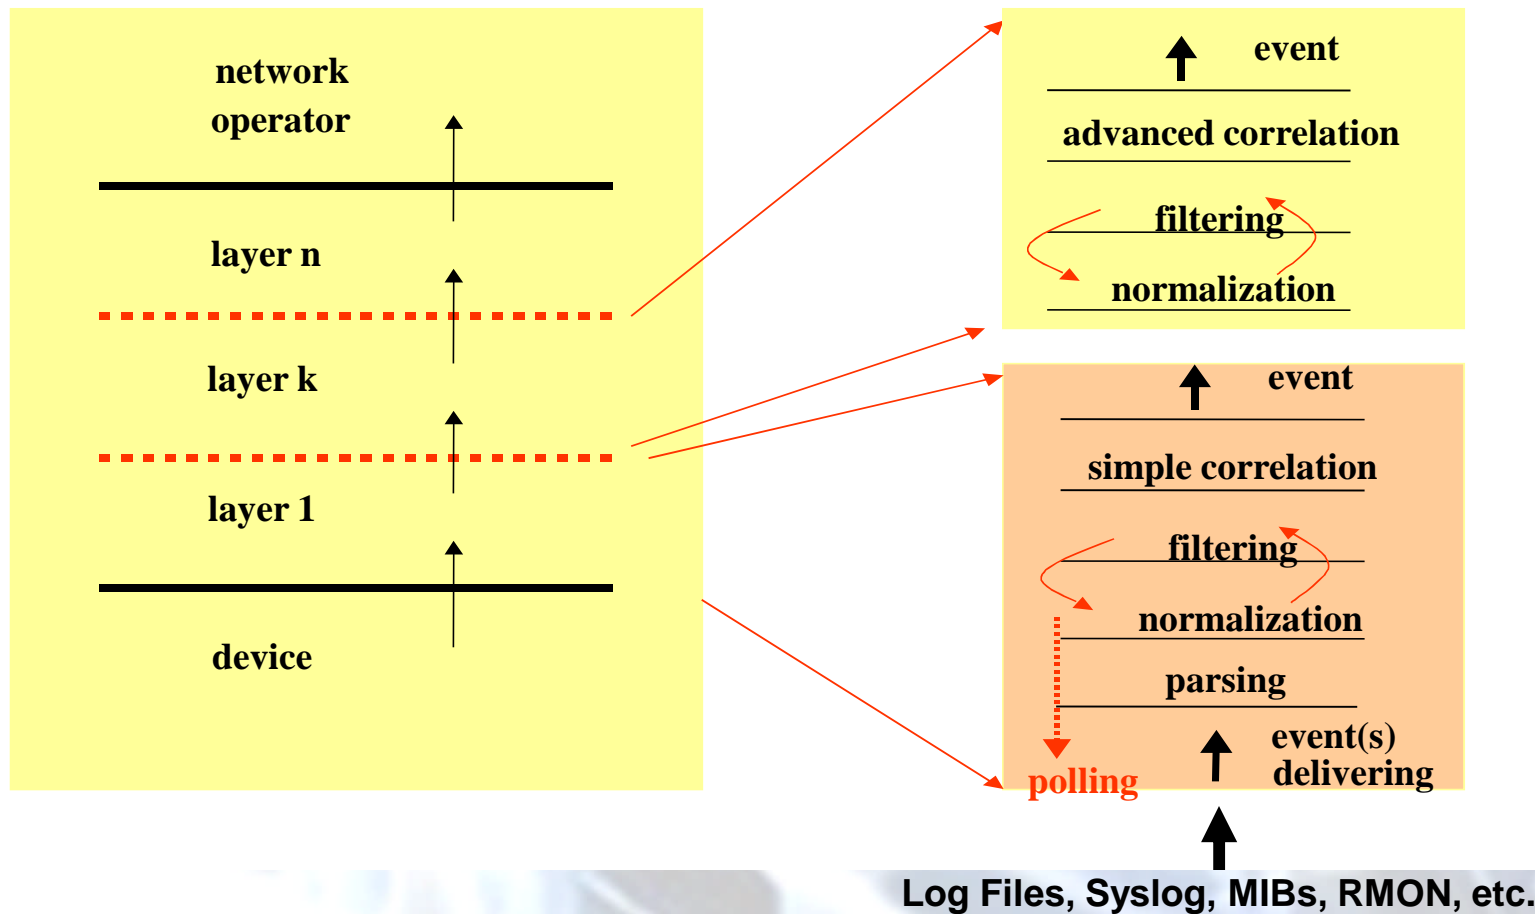 network
operator
layer n
layer k
layer 1
device
event
advanced correlation
filtering
normalization
event
simple correlation
filtering
normalization
parsing
event(s)
delivering
polling
Log Files, Syslog, MIBs, RMON, etc.